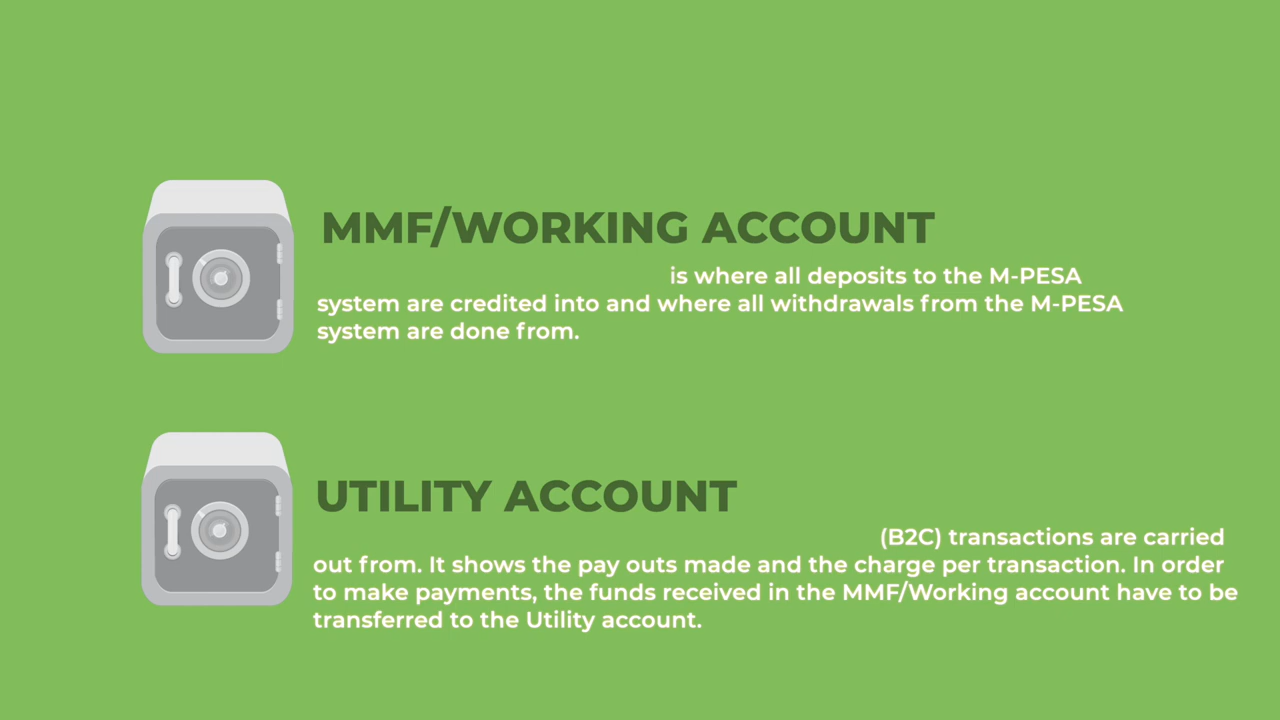 MMF/WORKING ACCOUNT
is where all deposits to the M-PESA
system are credited into and where all withdrawals from the M-PESA
system are done from.
UTILITY ACCOUNT
(B2C) transactions are carried
out from. It shows the pay outs made and the charge per transaction. In order
to make payments, the funds received in the MMF/Working account have to be
transferred to the Utility account.